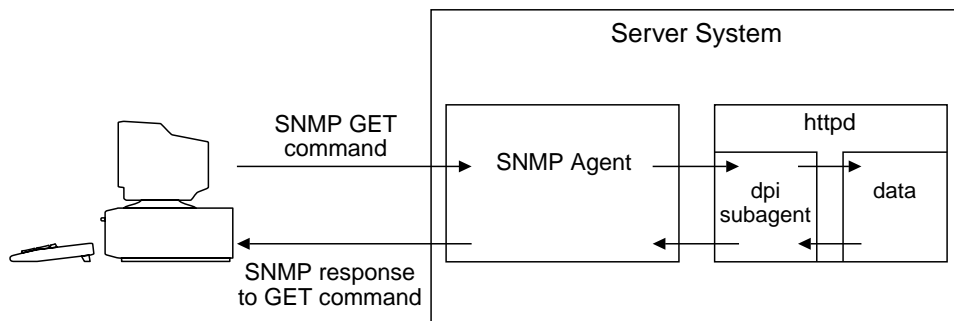 Server System
SNMP GET
command
SNMP Agent
httpd
dpi
subagent
data
SNMP response
to GET command